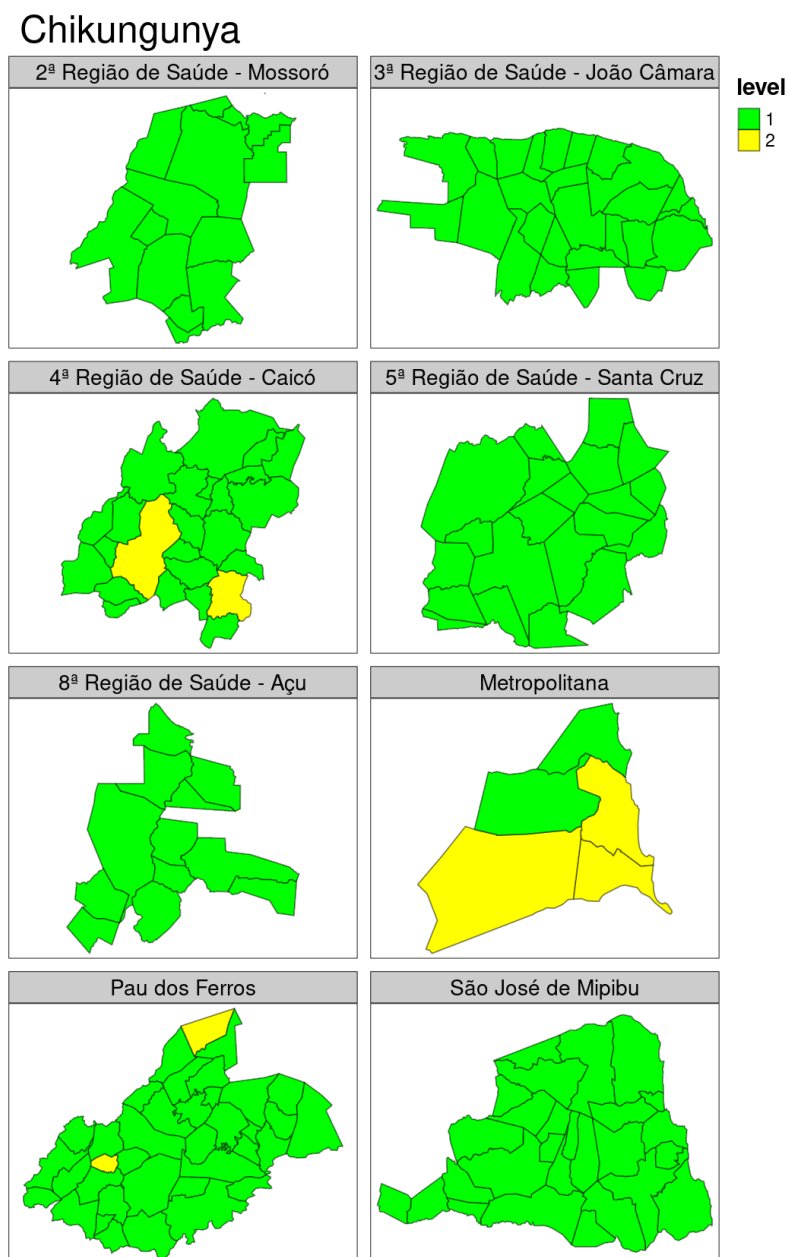 Chikungunya
2ª Região de Saúde - Mossoró
3ª Região de Saúde - João Câmara
level
1
2
4ª Região de Saúde - Caicó
5ª Região de Saúde - Santa Cruz
8ª Região de Saúde - Açu
Metropolitana
Pau dos Ferros
São José de Mipibu